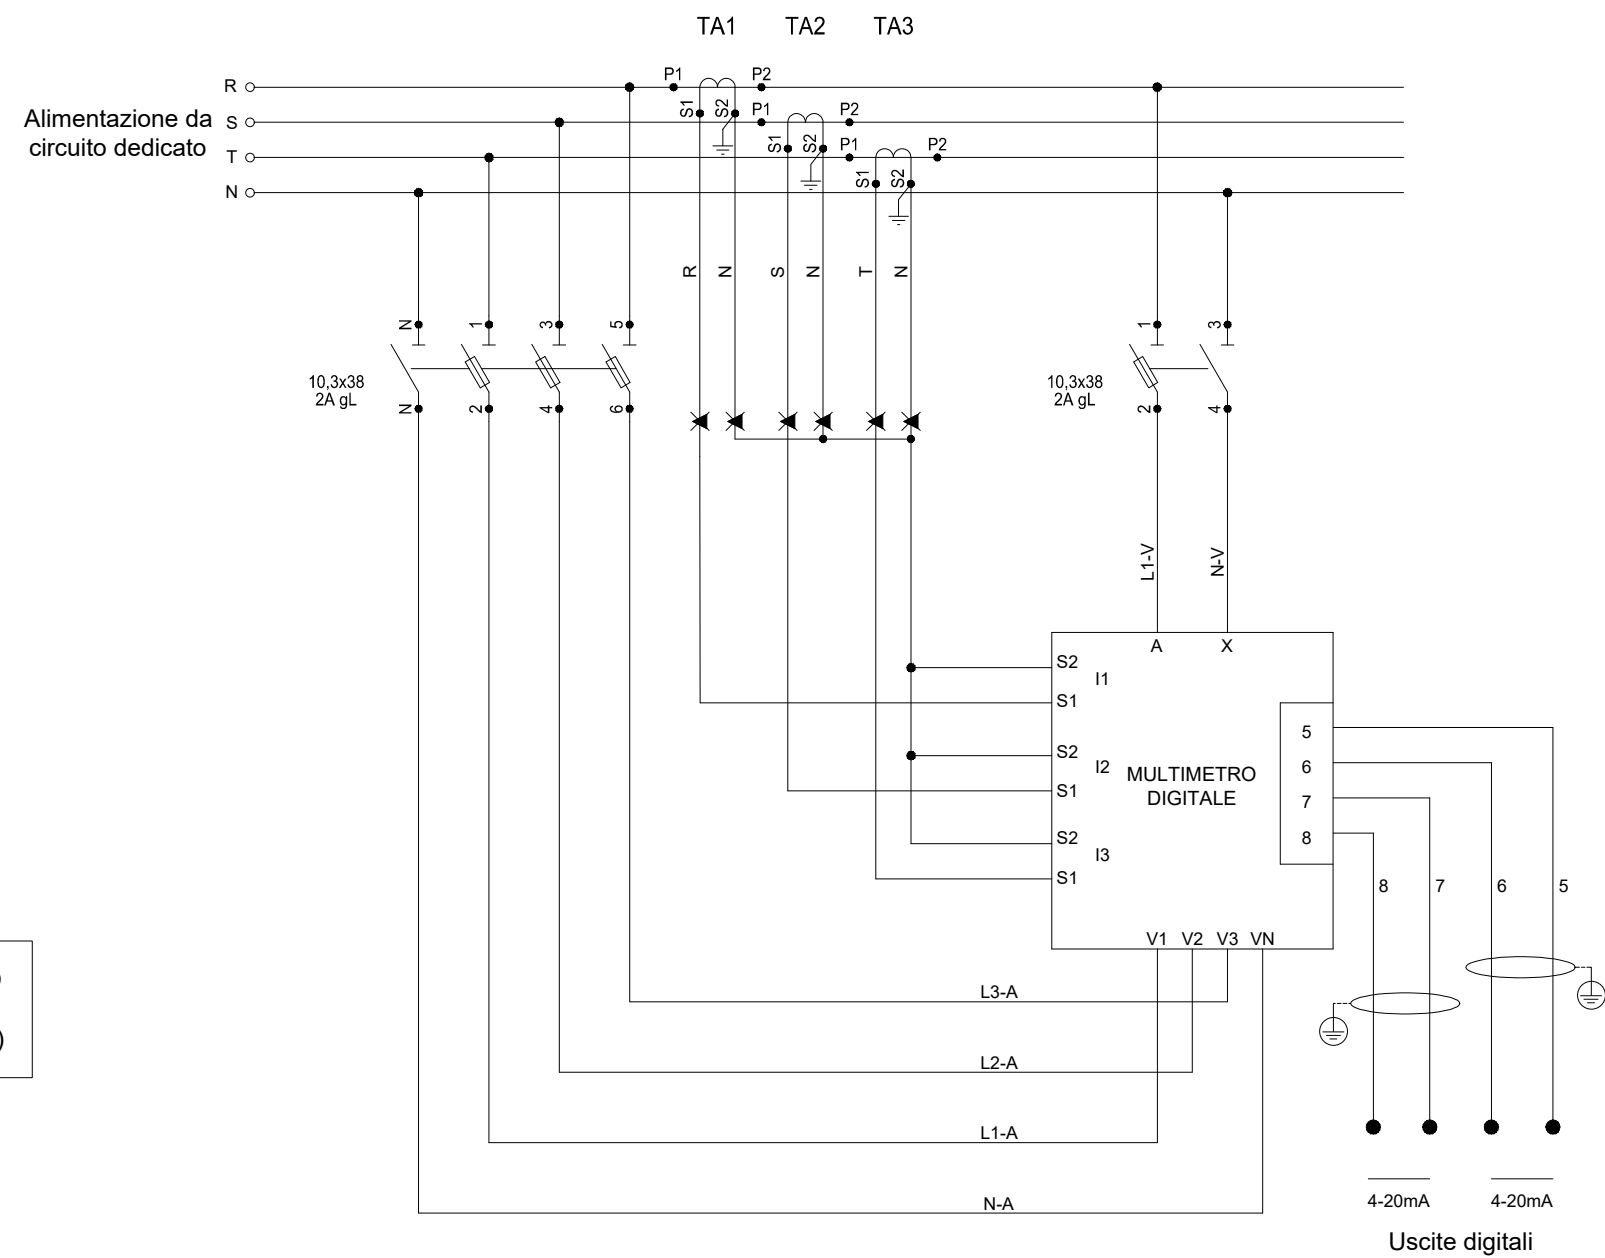 TA1 TA2 TA3
R P1 P2
Alimentazione da
circuito dedicato
S1 S2
S P1 P2
S1 S2
T P1 P2
S1 S2
N
R N S N T N
N 1 3 5
1 3
10,3x38
2A gL
10,3x38
2A gL
N 2 4 6
2 4
L1-V N-V
A X
S2
I1
S1
S2
I2
S1
S2
I3
S1
MULTIMETRO
DIGITALE
5
6
7
8
8 7 6 5
V1 V2 V3 VN
L3-A
L2-A
L1-A
N-A
)
4-20mA 4-20mA
Uscite digitali